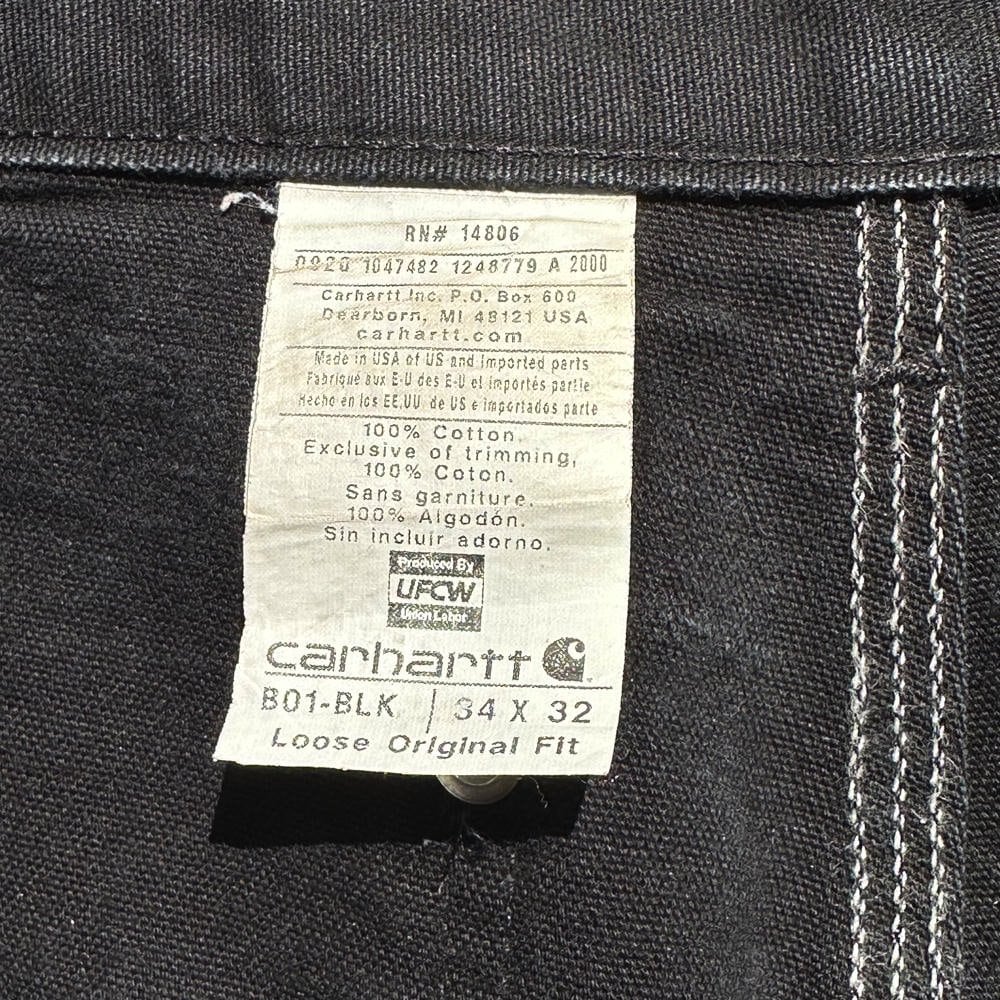 RN# 14806
0920 1047482 1248779 A 2000
Carhartt Inc. P.O. Box 600
Dearborn, MI 48121 USA
carhartt.com
Made in USA of US and Imported parts
Fabriqué aux E-U des E-U et importés partie
Hecho en los EE.UU de US e importados parte
100% Cotton.
Exclusive of trimming,
100% Coton.
Sans garniture.
100% Algodón.
Sin incluir adorno.
Produced By
UFCW
Union Labor
carhartt
B01-BLK | 34 X 32
Loose Original Fit